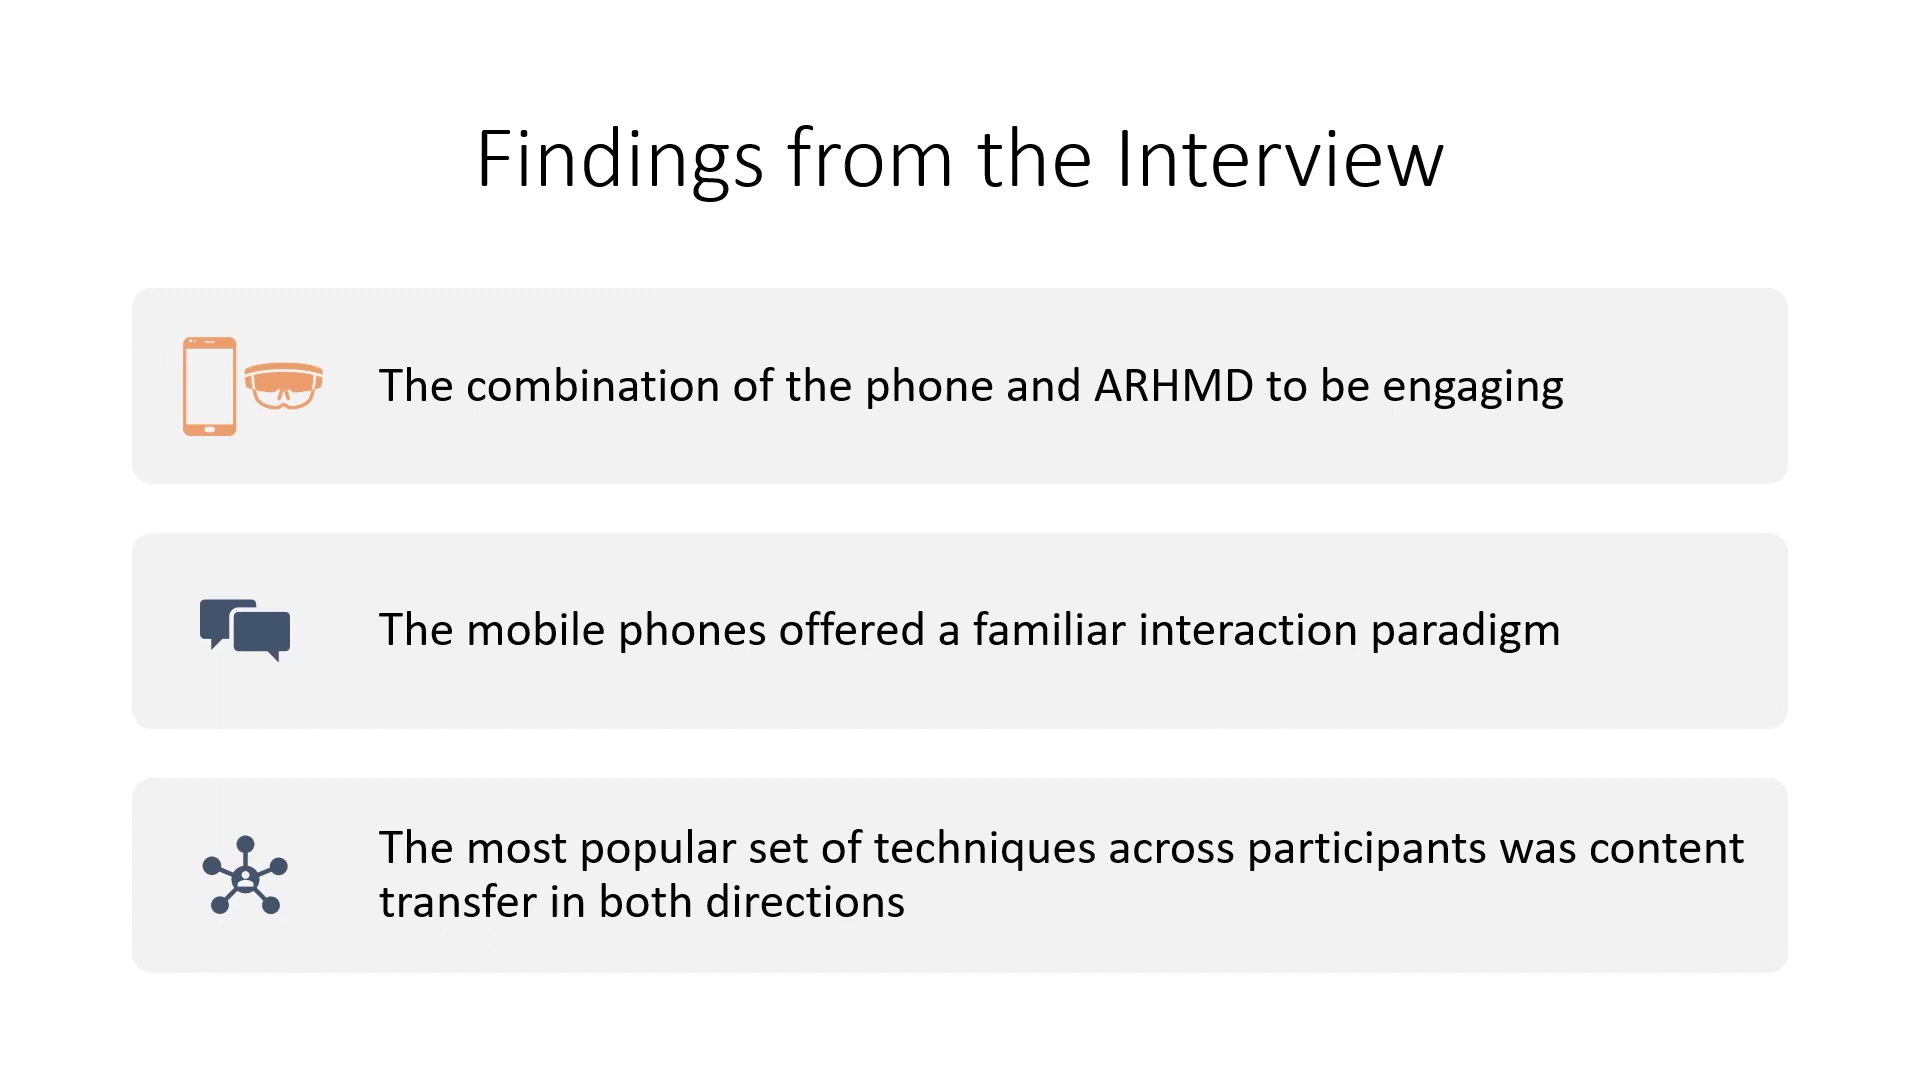 Findings from the Interview
The combination of the phone and ARHMD to be engaging
The mobile phones offered a familiar interaction paradigm
The most popular set of techniques across participants was content
transfer in both directions